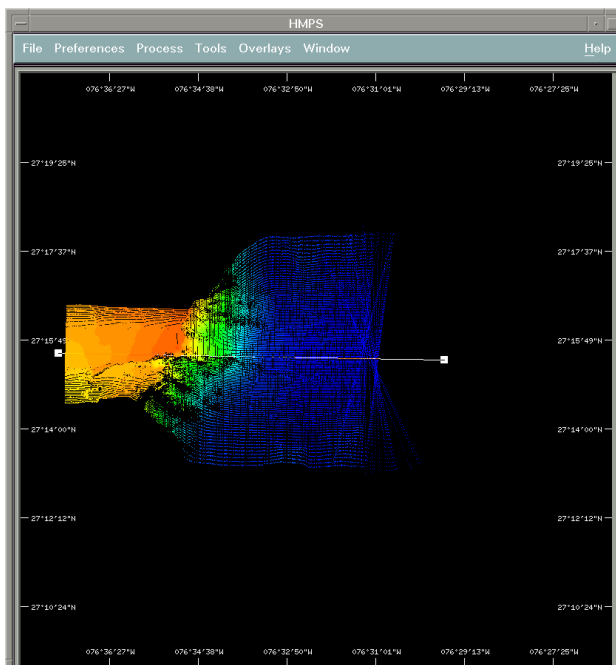 HMPS
File Preferences Process Tools Overlays Window Help
076°36'27"W 076°34'38"W 076°32'50"W 076°31'01"W 076°29'13"W 076°27'25"W
27°19'25"N 27°19'25"N
27°17'37"N 27°17'37"N
27°15'49"N 27°15'49"N
27°14'00"N 27°14'00"N
27°12'12"N 27°12'12"N
27°10'24"N 27°10'24"N
076°36'27"W 076°34'38"W 076°32'50"W 076°31'01"W 076°29'13"W 076°27'25"W